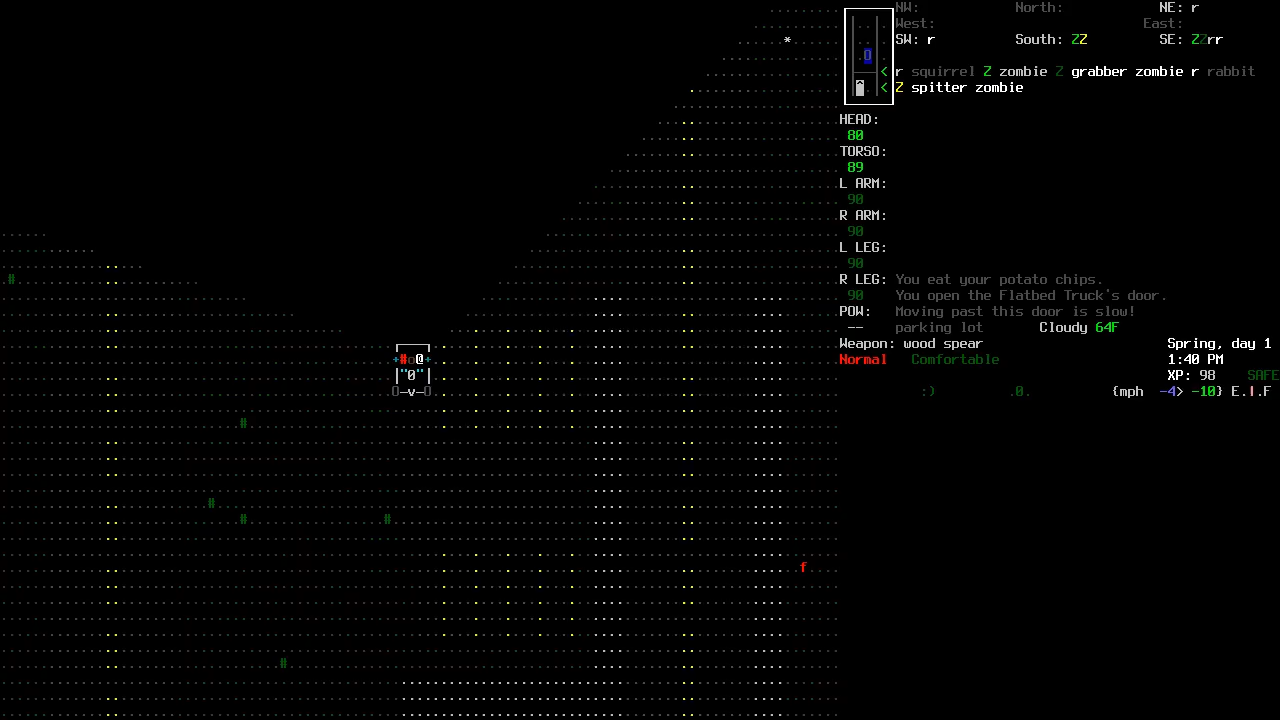 NW: North: NE: r
West: East:
SW: r South: ZZ SE: ZZrr
r squirrel Z zombie Z grabber zombie r rabbit
Z spitter zombie
HEAD:
80
TORSO:
89
L ARM:
90
R ARM:
90
L LEG:
90
R LEG: You eat your potato chips.
90 You open the Flatbed Truck's door.
POW: Moving past this door is slow!
-- parking lot Cloudy 64F
Weapon: wood spear Spring, day 1
Normal Comfortable 1:40 PM
XP: 98 SAFE
:) .0. {mph -4> -10} E.|.F